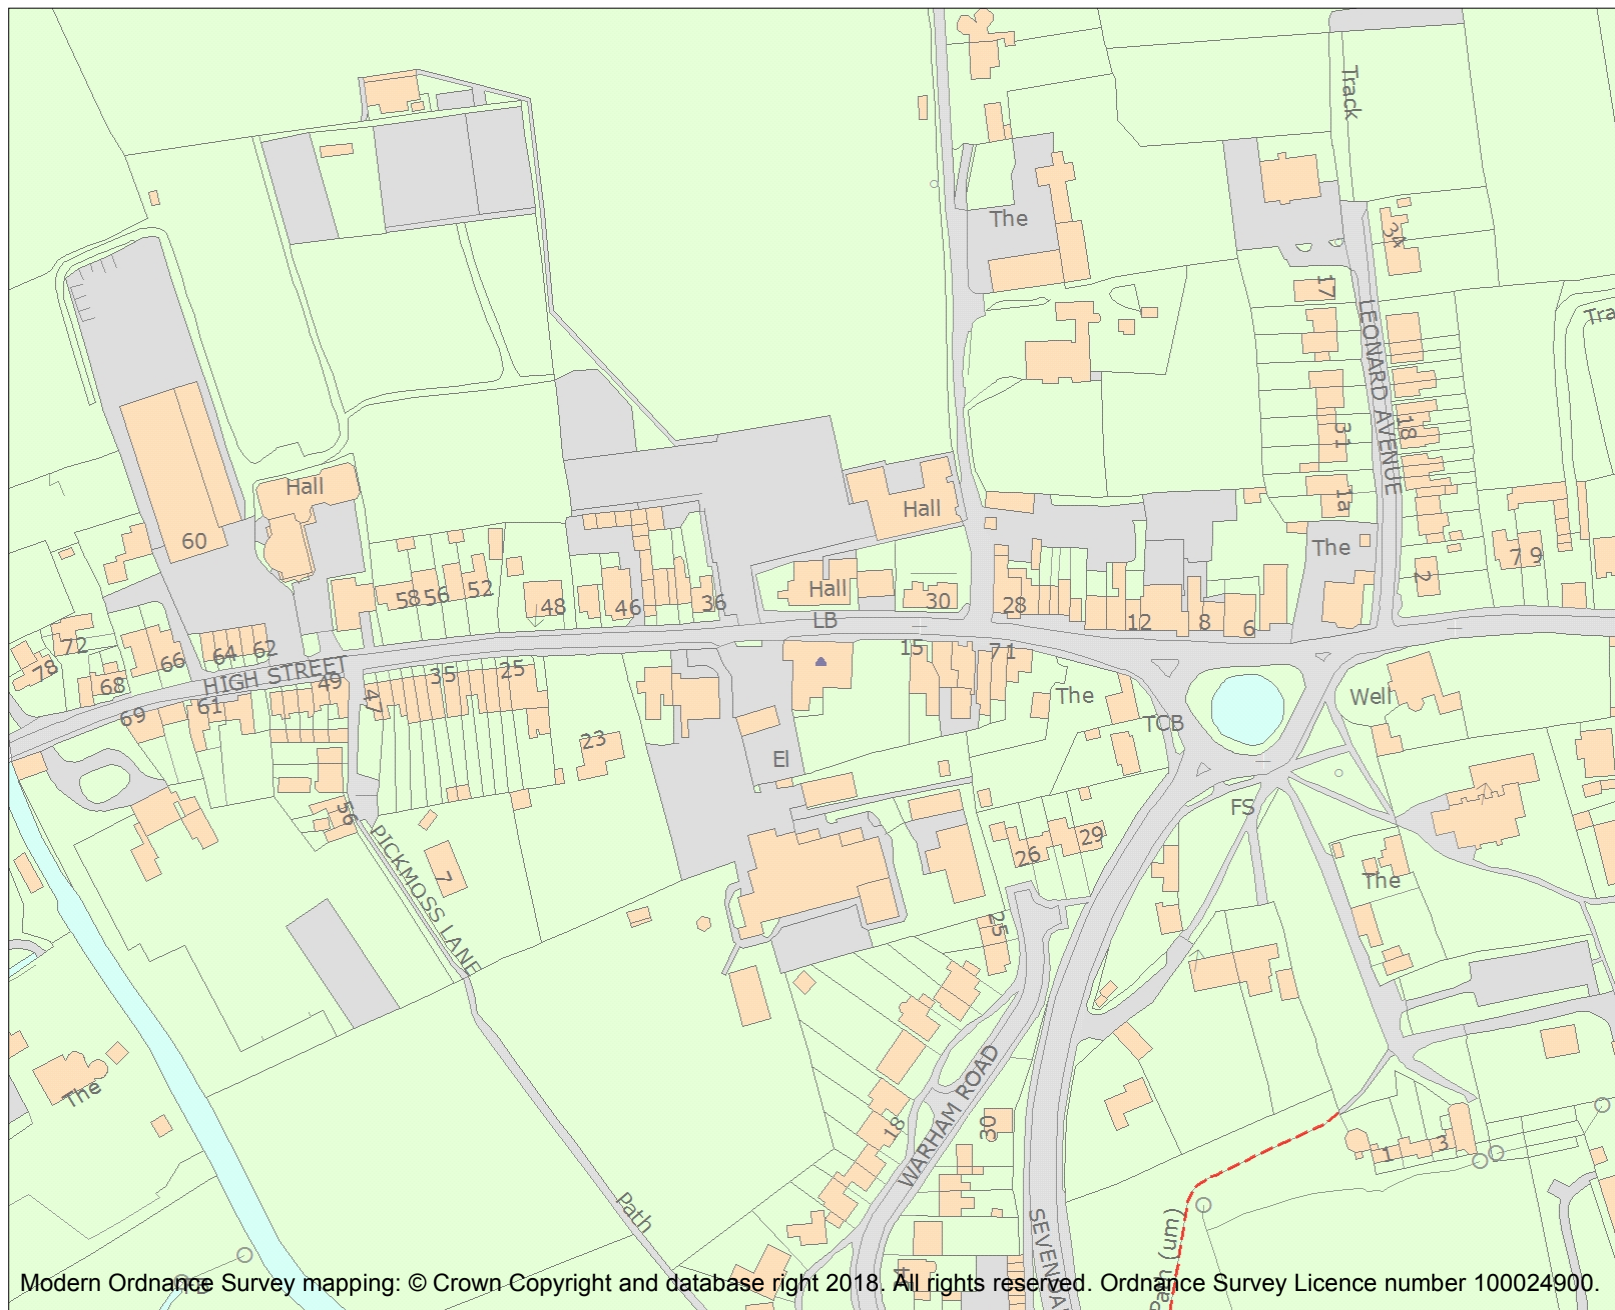 Track
The
34
17
Tra
LEONARD AVENUE
31
18
1a
Hall
Hall
60
The
7 9
2
58
56
52
48
46
36
Hall
30
28
12
8
6
LB
72
78
66
64
62
68
HIGH STREET
49
47
35
25
69
61
15
7
1
The
TCB
Well
23
El
FS
56
PICKMOSS LANE
7
26
29
The
25
The
WARHAM ROAD
18
30
1
3
Path
Path (um)
SEVENOA
Modern Ordnance Survey mapping: © Crown Copyright and database right 2018. All rights reserved. Ordnance Survey Licence number 100024900.